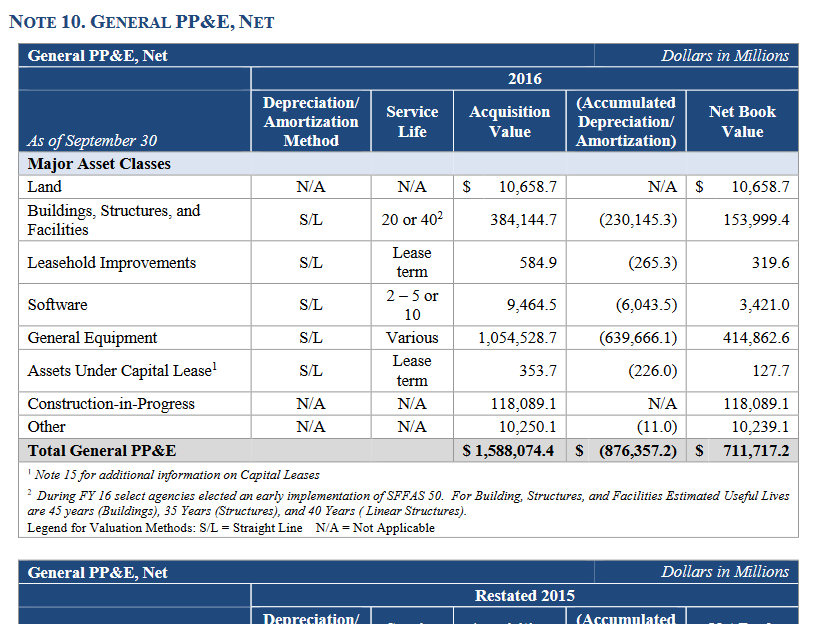 NOTE 10. GENERAL PP&E, NET
General PP&E, Net Dollars in Millions
2016
As of September 30 Depreciation/ Amortization Method Service Life Acquisition Value (Accumulated Depreciation/ Amortization) Net Book Value
Major Asset Classes
Land N/A N/A $ 10,658.7 N/A $ 10,658.7
Buildings, Structures, and Facilities S/L 20 or 40² 384,144.7 (230,145.3) 153,999.4
Leasehold Improvements S/L Lease term 584.9 (265.3) 319.6
Software S/L 2 – 5 or 10 9,464.5 (6,043.5) 3,421.0
General Equipment S/L Various 1,054,528.7 (639,666.1) 414,862.6
Assets Under Capital Lease¹ S/L Lease term 353.7 (226.0) 127.7
Construction-in-Progress N/A N/A 118,089.1 N/A 118,089.1
Other N/A N/A 10,250.1 (11.0) 10,239.1
Total General PP&E $ 1,588,074.4 $ (876,357.2) $ 711,717.2
¹ Note 15 for additional information on Capital Leases
² During FY 16 select agencies elected an early implementation of SFFAS 50. For Building, Structures, and Facilities Estimated Useful Lives
are 45 years (Buildings), 35 Years (Structures), and 40 Years ( Linear Structures).
Legend for Valuation Methods: S/L = Straight Line N/A = Not Applicable
General PP&E, Net Dollars in Millions
Restated 2015
Depreciation/ (Accumulated